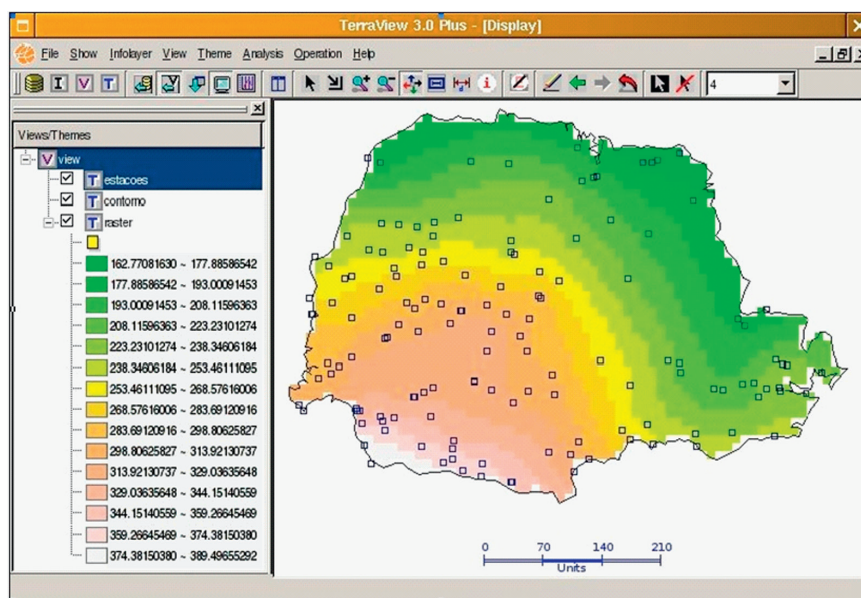 TerraView 3.0 Plus - [Display]
File Show Infolayer View Theme Analysis Operation Help
I V T
i
4
Views/Themes
V view
T estacoes
T contorno
T raster
162.77081630 ~ 177.88586542
177.88586542 ~ 193.00091453
193.00091453 ~ 208.11596363
208.11596363 ~ 223.23101274
223.23101274 ~ 238.34606184
238.34606184 ~ 253.46111095
253.46111095 ~ 268.57616006
268.57616006 ~ 283.69120916
283.69120916 ~ 298.80625827
298.80625827 ~ 313.92130737
313.92130737 ~ 329.03635648
329.03635648 ~ 344.15140559
344.15140559 ~ 359.26645469
359.26645469 ~ 374.38150380
374.38150380 ~ 389.49655292
0 70 140 210
Units